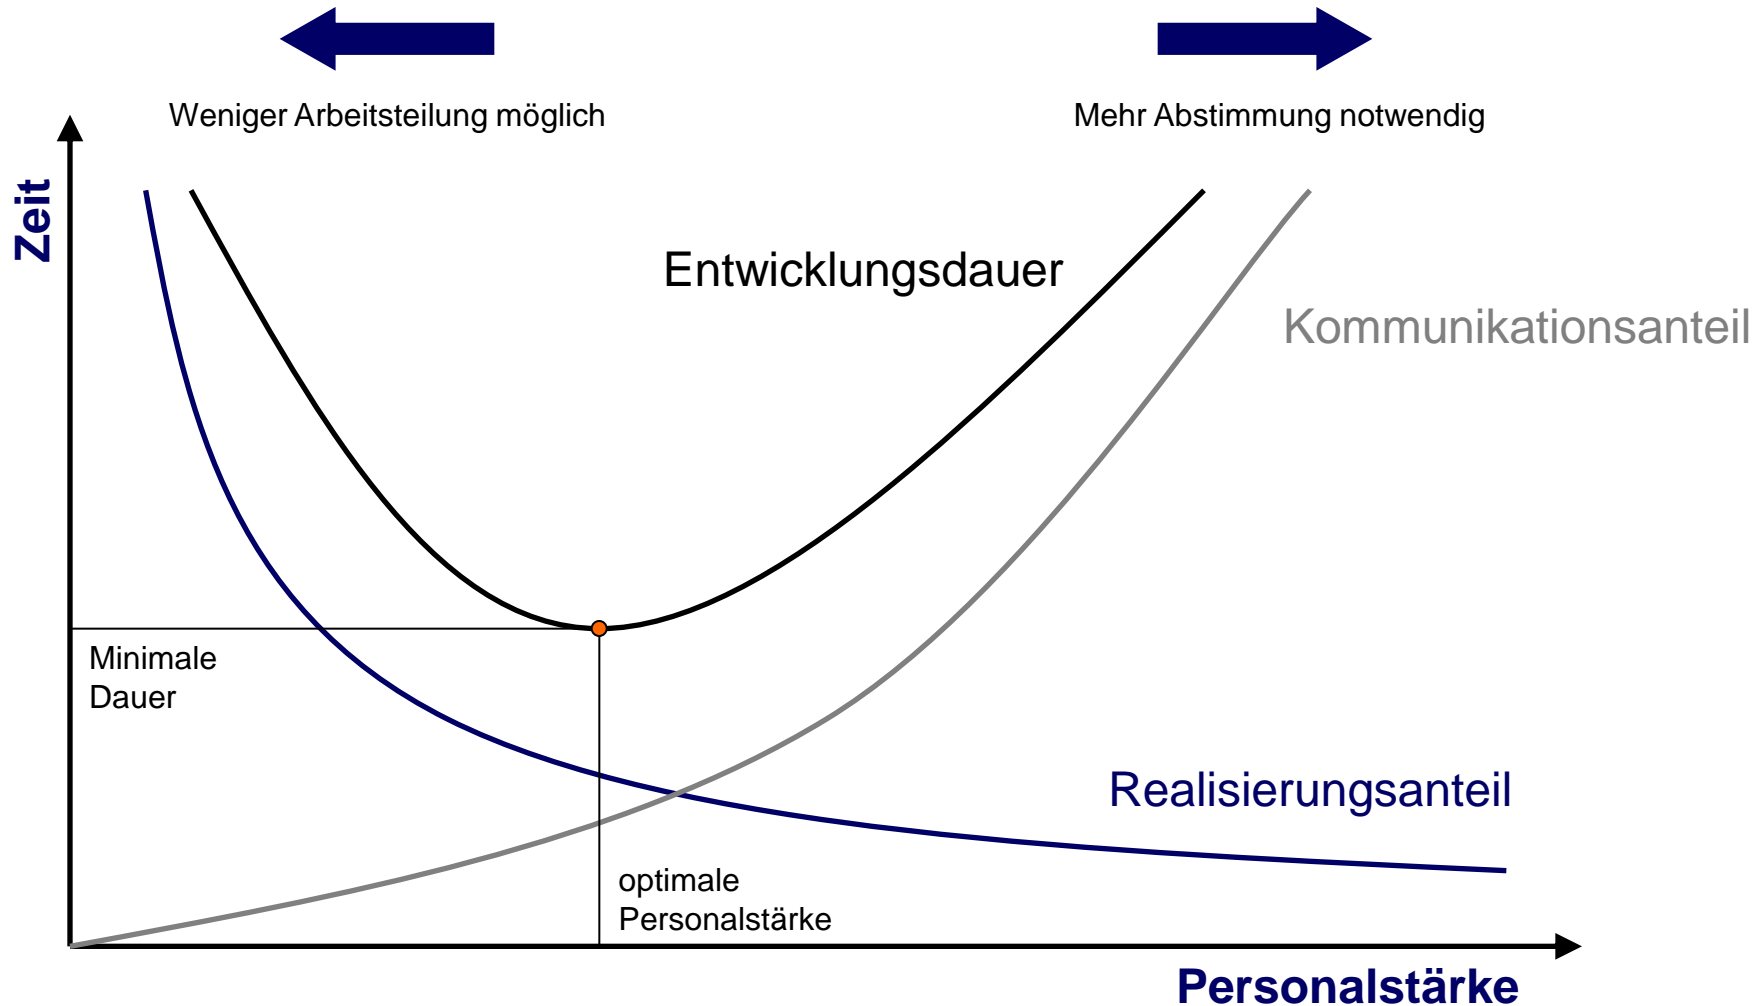 Weniger Arbeitsteilung möglich
Mehr Abstimmung notwendig
Zeit
Entwicklungsdauer
Kommunikationsanteil
Minimale
Dauer
Realisierungsanteil
optimale
Personalstärke
Personalstärke